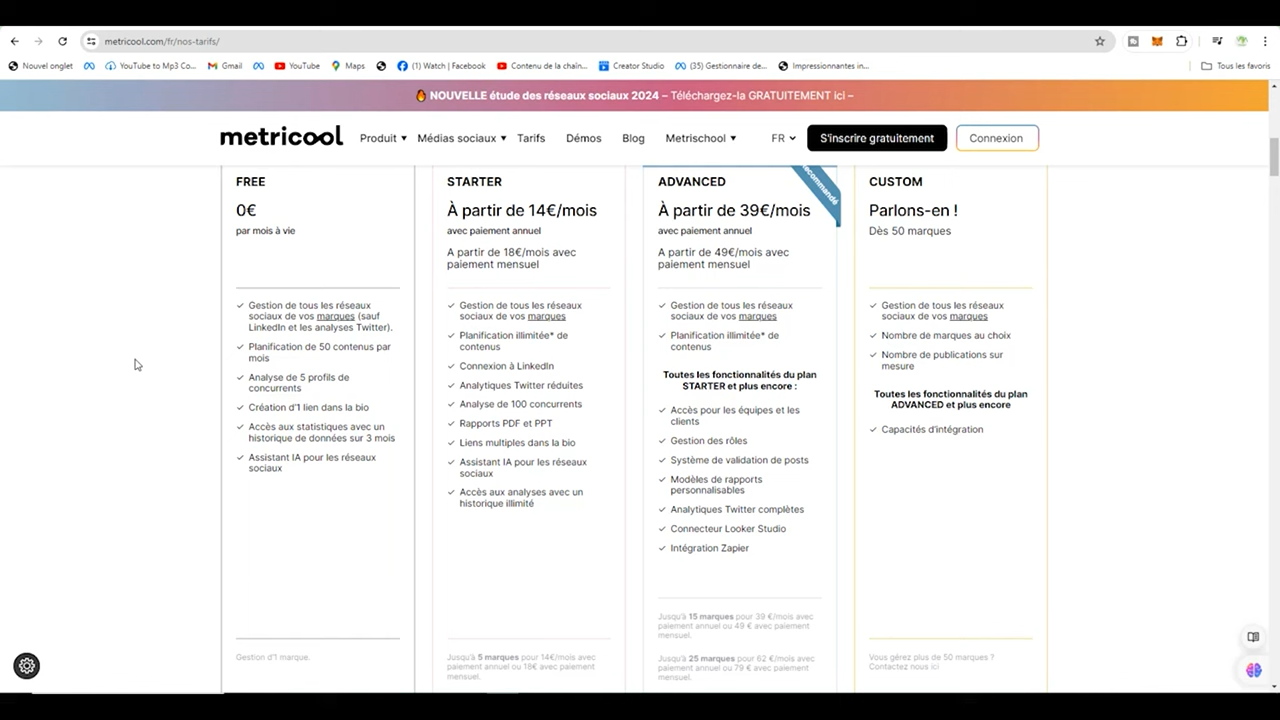 metricool.com/fr/nos-tarifs/
Nouvel onglet
YouTube to Mp3 Co...
Gmail
YouTube
Maps
(1) Watch | Facebook
Contenu de la chaîn...
Creator Studio
(35) Gestionnaire de...
Impressionnantes in...
Tous les favoris
NOUVELLE étude des réseaux sociaux 2024 – Téléchargez-la GRATUITEMENT ici –
metricool
Produit
Médias sociaux
Tarifs
Démos
Blog
Metrischool
FR
S'inscrire gratuitement
Connexion
FREE
0€
par mois à vie
Gestion de tous les réseaux
sociaux de vos marques (sauf
LinkedIn et les analyses Twitter).
Planification de 50 contenus par
mois
Analyse de 5 profils de
concurrents
Création d'1 lien dans la bio
Accès aux statistiques avec un
historique de données sur 3 mois
Assistant IA pour les réseaux
sociaux
Gestion d'1 marque.
STARTER
À partir de 14€/mois
avec paiement annuel
A partir de 18€/mois avec
paiement mensuel
Gestion de tous les réseaux
sociaux de vos marques
Planification illimitée* de
contenus
Connexion à LinkedIn
Analytiques Twitter réduites
Analyse de 100 concurrents
Rapports PDF et PPT
Liens multiples dans la bio
Assistant IA pour les réseaux
sociaux
Accès aux analyses avec un
historique illimité
Jusqu'à 5 marques pour 14€/mois avec
paiement annuel ou 18€ avec paiement
mensuel.
ADVANCED
ecommandé
À partir de 39€/mois
avec paiement annuel
A partir de 49€/mois avec
paiement mensuel
Gestion de tous les réseaux
sociaux de vos marques
Planification illimitée* de
contenus
Toutes les fonctionnalités du plan
STARTER et plus encore :
Accès pour les équipes et les
clients
Gestion des rôles
Système de validation de posts
Modèles de rapports
personnalisables
Analytiques Twitter complètes
Connecteur Looker Studio
Intégration Zapier
Jusqu'à 15 marques pour 39 €/mois avec
paiement annuel ou 49 € avec paiement
mensuel.
Jusqu'à 25 marques pour 62 €/mois avec
paiement annuel ou 79 € avec paiement
mensuel.
CUSTOM
Parlons-en !
Dès 50 marques
Gestion de tous les réseaux
sociaux de vos marques
Nombre de marques au choix
Nombre de publications sur
mesure
Toutes les fonctionnalités du plan
ADVANCED et plus encore
Capacités d'intégration
Vous gérez plus de 50 marques ?
Contactez nous ici